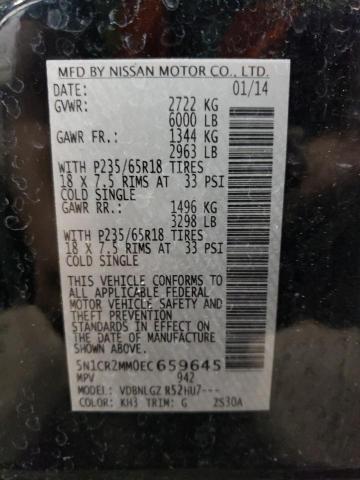 MFD BY NISSAN MOTOR CO., LTD.
DATE: 01/14
GVWR: 2722 KG
6000 LB
GAWR FR.: 1344 KG
2963 LB
WITH P235/65R18 TIRES
18 X 7.5 RIMS AT 33 PSI
COLD SINGLE
GAWR RR.: 1496 KG
3298 LB
WITH P235/65R18 TIRES
18 X 7.5 RIMS AT 33 PSI
COLD SINGLE
THIS VEHICLE CONFORMS TO
ALL APPLICABLE FEDERAL
MOTOR VEHICLE SAFETY AND
THEFT PREVENTION
STANDARDS IN EFFECT ON
THE DATE OF MANUFACTURE
SHOWN ABOVE.
5N1CR2MM0EC659645
MPV 942
MODEL: VDBNLGZ R52HU7---
COLOR: KH3 TRIM: G ZS30A